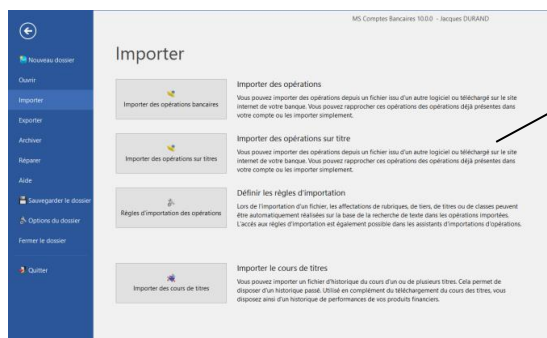 MS Comptes Bancaires 10.0.0 - Jacques DURAND
Importer
Nouveau dossier
Ouvrir
Importer
Exporter
Archiver
Réparer
Aide
Sauvegarder le dossier
Options du dossier
Fermer le dossier
Quitter
Importer des opérations bancaires
Importer des opérations
Vous pouvez importer des opérations depuis un fichier issu d'un autre logiciel ou téléchargé sur le site
internet de votre banque. Vous pouvez rapprocher ces opérations des opérations déjà présentes dans
votre compte ou les importer simplement.
Importer des opérations sur titres
Importer des opérations sur titre
Vous pouvez importer des opérations depuis un fichier issu d'un autre logiciel ou téléchargé sur le site
internet de votre banque. Vous pouvez rapprocher ces opérations des opérations déjà présentes dans
votre compte ou les importer simplement.
Règles d'importation des opérations
Définir les règles d'importation
Lors de l'importation d'un fichier, les affectations de rubriques, de tiers, de titres ou de classes peuvent
être automatiquement réalisées sur la base de la recherche de texte dans les opérations importées.
L'accès aux règles d'importation est également possible dans les assistants d'importations d'opérations.
Importer des cours de titres
Importer le cours de titres
Vous pouvez importer un fichier d'historique du cours d'un ou de plusieurs titres. Cela permet de
disposer d'un historique passé. Utilisé en complément du téléchargement du cours des titres, vous
disposez ainsi d'un historique de performances de vos produits financiers.